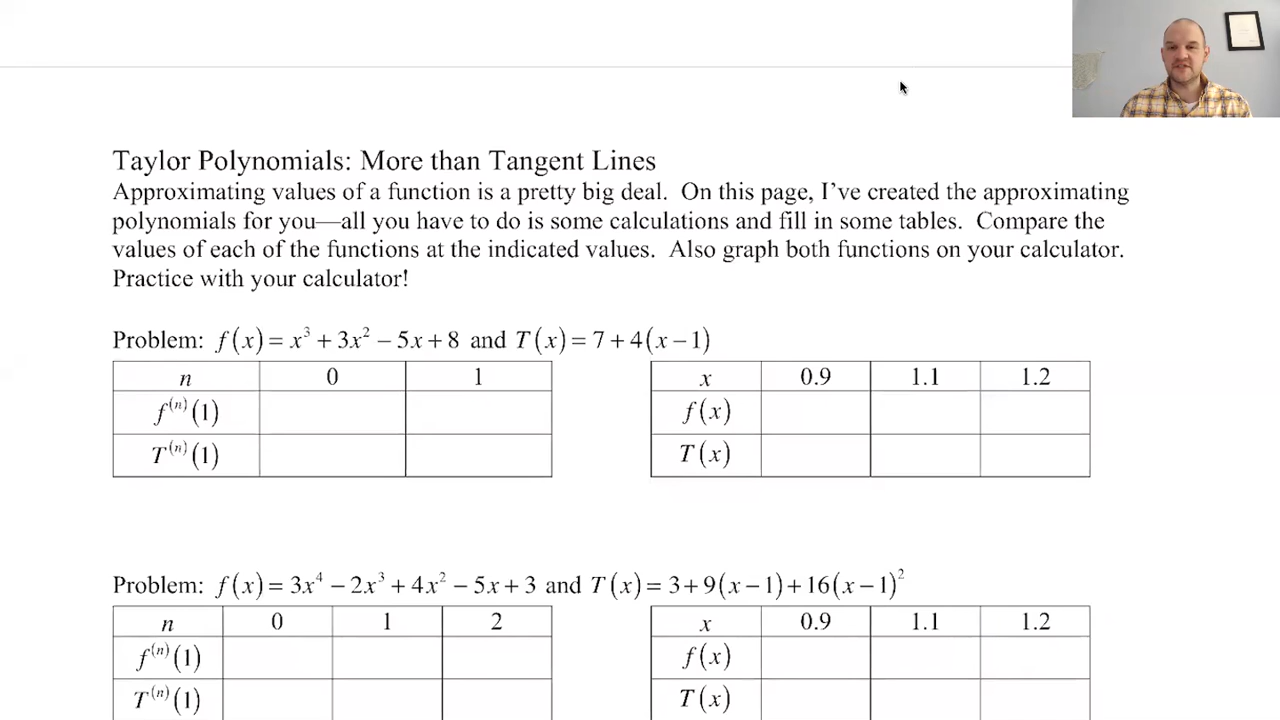 Taylor Polynomials: More than Tangent Lines
Approximating values of a function is a pretty big deal.  On this page, I've created the approximating
polynomials for you—all you have to do is some calculations and fill in some tables.  Compare the
values of each of the functions at the indicated values.  Also graph both functions on your calculator.
Practice with your calculator!
Problem: f(x) = x³ + 3x² − 5x + 8 and T(x) = 7 + 4(x − 1)
n 0 1
f⁽ⁿ⁾(1)
T⁽ⁿ⁾(1)
x 0.9 1.1 1.2
f(x)
T(x)
Problem: f(x) = 3x⁴ − 2x³ + 4x² − 5x + 3 and T(x) = 3 + 9(x − 1) + 16(x − 1)²
n 0 1 2
f⁽ⁿ⁾(1)
T⁽ⁿ⁾(1)
x 0.9 1.1 1.2
f(x)
T(x)